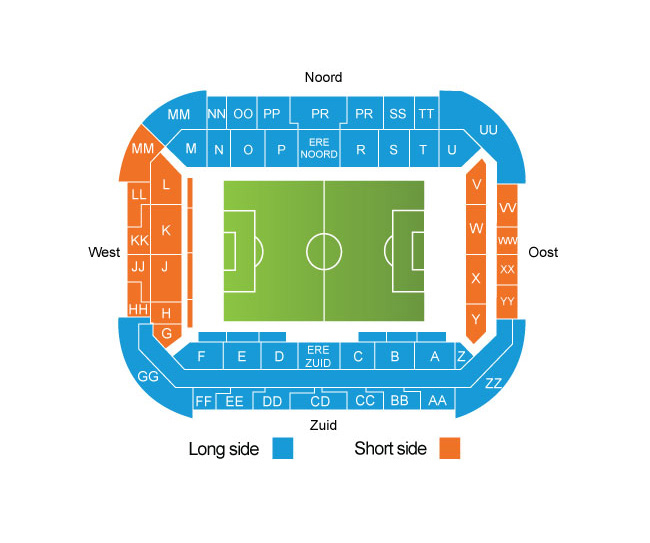 Noord
MM NN OO PP PR PR SS TT UU
M N O P ERE NOORD R S T U
MM
LL
L
KK
K
JJ
J
HH
H
G
GG
V
W
X
Y
VV
WW
XX
YY
West
Oost
F E D ERE ZUID C B A Z
ZZ
FF EE DD CD CC BB AA
Zuid
Long side
Short side